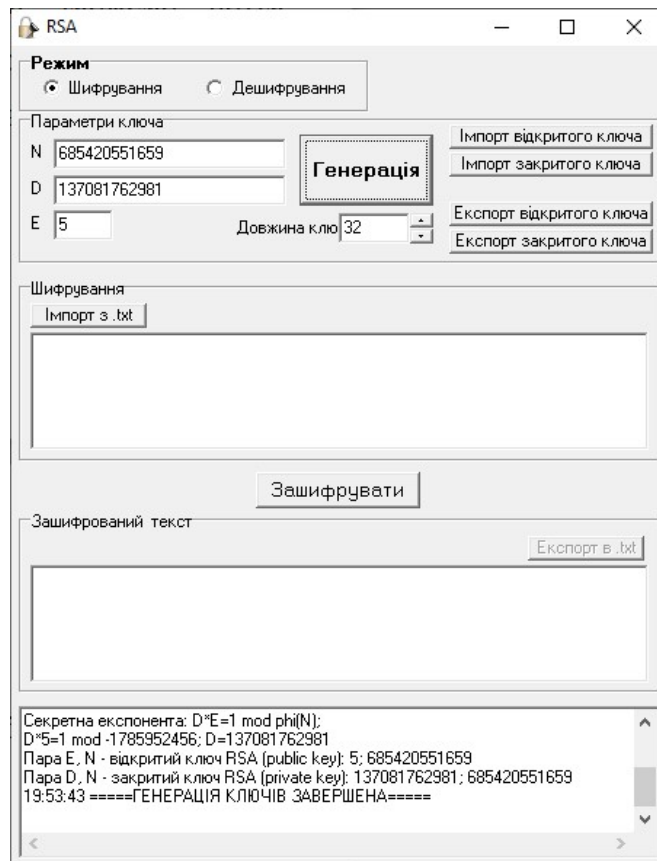 RSA
Режим
Шифрування Дешифрування
Параметри ключа
N 685420551659
D 137081762981
E 5
Генерація
Довжина клю 32
Імпорт відкритого ключа
Імпорт закритого ключа
Експорт відкритого ключа
Експорт закритого ключа
Шифрування
Імпорт з .txt
Зашифрувати
Зашифрований текст
Експорт в .txt
Секретна експонента: D*E=1 mod phi(N);
D*5=1 mod -1785952456; D=137081762981
Пара E, N - відкритий ключ RSA (public key): 5; 685420551659
Пара D, N - закритий ключ RSA (private key): 137081762981; 685420551659
19:53:43 =====ГЕНЕРАЦІЯ КЛЮЧІВ ЗАВЕРШЕНА=====